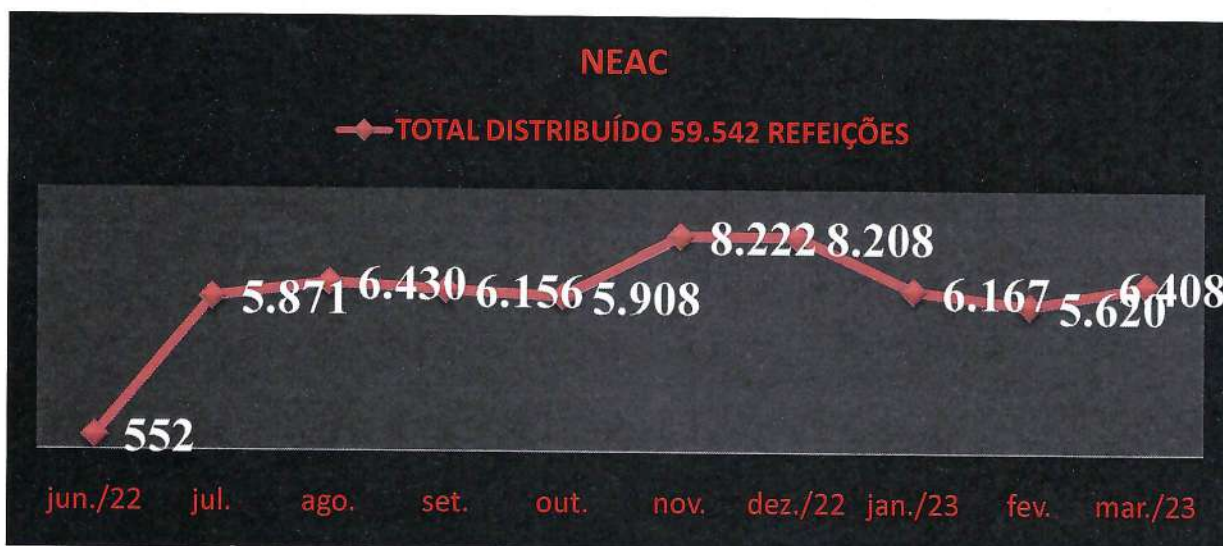 NEAC
TOTAL DISTRIBUÍDO 59.542 REFEIÇÕES
8.222 8.208
5.871 6.430 6.156 5.908 6.167 5.620 6.408
552
jun./22 jul. ago. set. out. nov. dez./22 jan./23 fev. mar./23